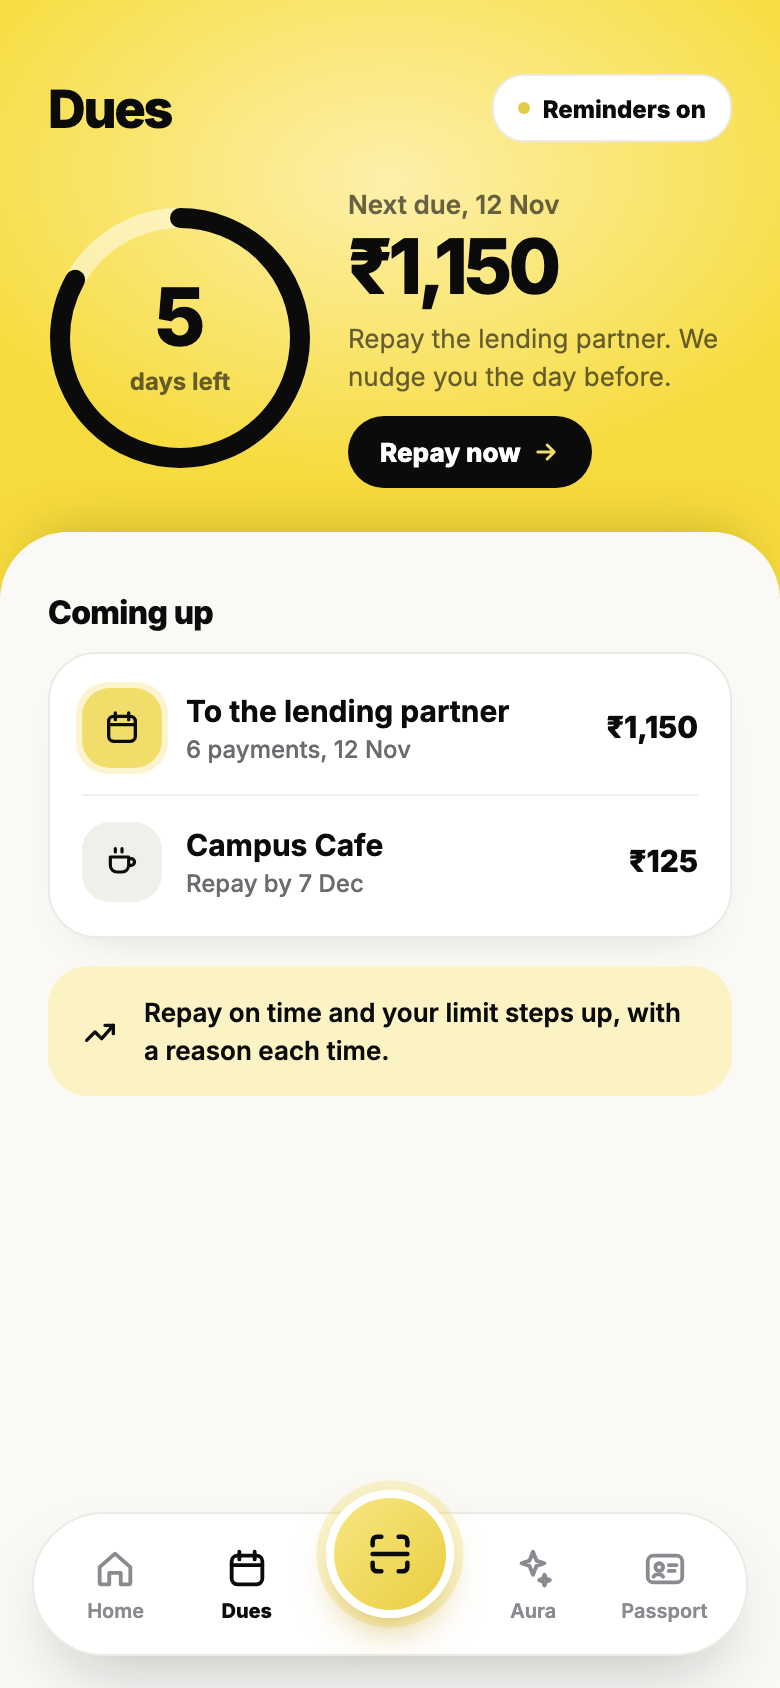 Dues
Reminders on
5
days left
Next due, 12 Nov
₹1,150
Repay the lending partner. We
nudge you the day before.
Repay now
Coming up
To the lending partner
6 payments, 12 Nov
₹1,150
Campus Cafe
Repay by 7 Dec
₹125
Repay on time and your limit steps up, with
a reason each time.
Home
Dues
Aura
Passport